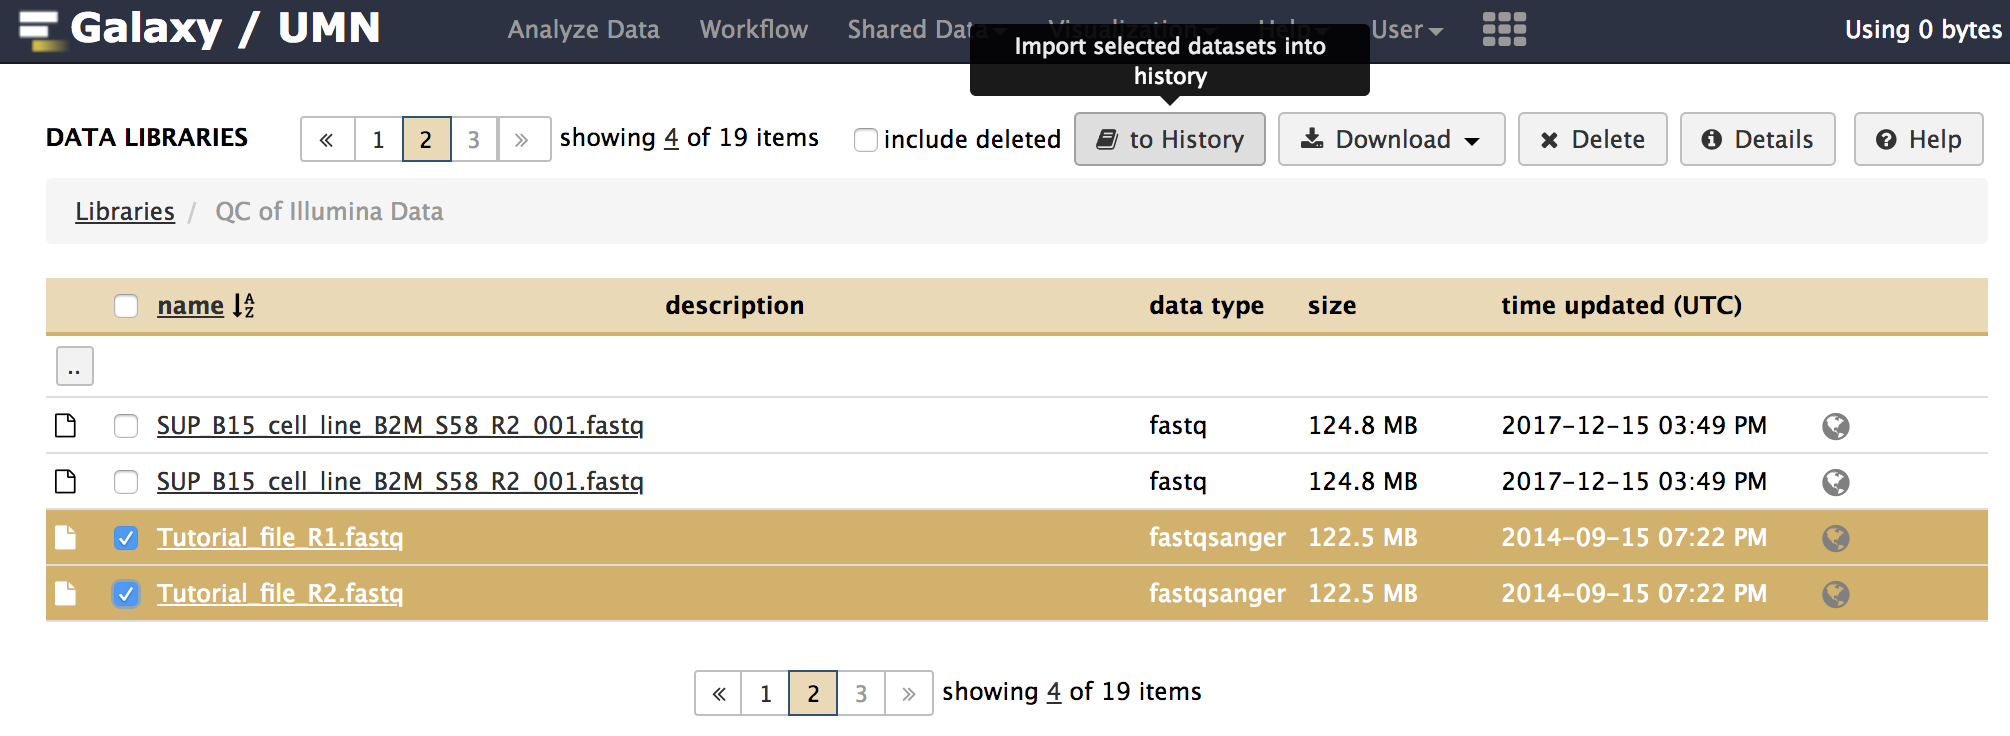 Galaxy / UMN Analyze Data Workflow Shared Data Visualization Help User Using 0 bytes
Import selected datasets into
history
DATA LIBRARIES « 1 2 3 » showing 4 of 19 items include deleted to History Download Delete Details Help
Libraries / QC of Illumina Data
name description data type size time updated (UTC)
..
SUP_B15_cell_line_B2M_S58_R2_001.fastq fastq 124.8 MB 2017-12-15 03:49 PM
SUP_B15_cell_line_B2M_S58_R2_001.fastq fastq 124.8 MB 2017-12-15 03:49 PM
Tutorial_file_R1.fastq fastqsanger 122.5 MB 2014-09-15 07:22 PM
Tutorial_file_R2.fastq fastqsanger 122.5 MB 2014-09-15 07:22 PM
« 1 2 3 » showing 4 of 19 items